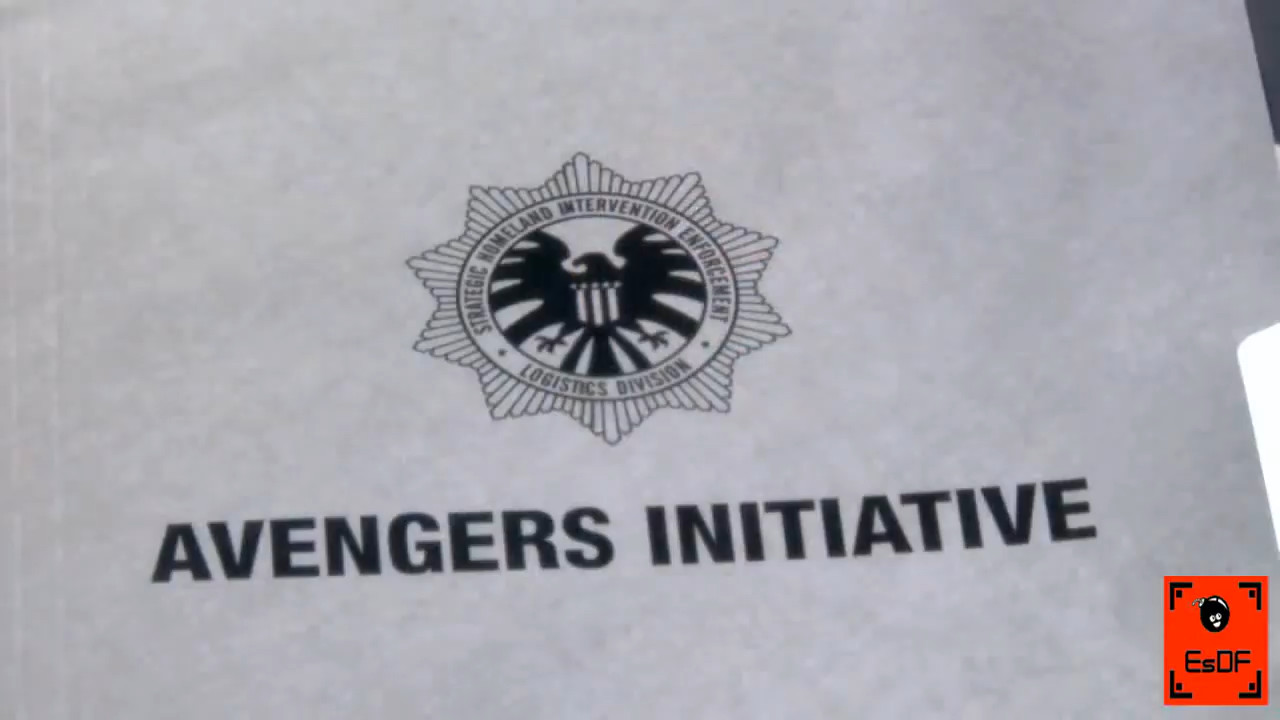 STRATEGIC HOMELAND INTERVENTION ENFORCEMENT
LOGISTICS DIVISION
AVENGERS INITIATIVE
EsDF